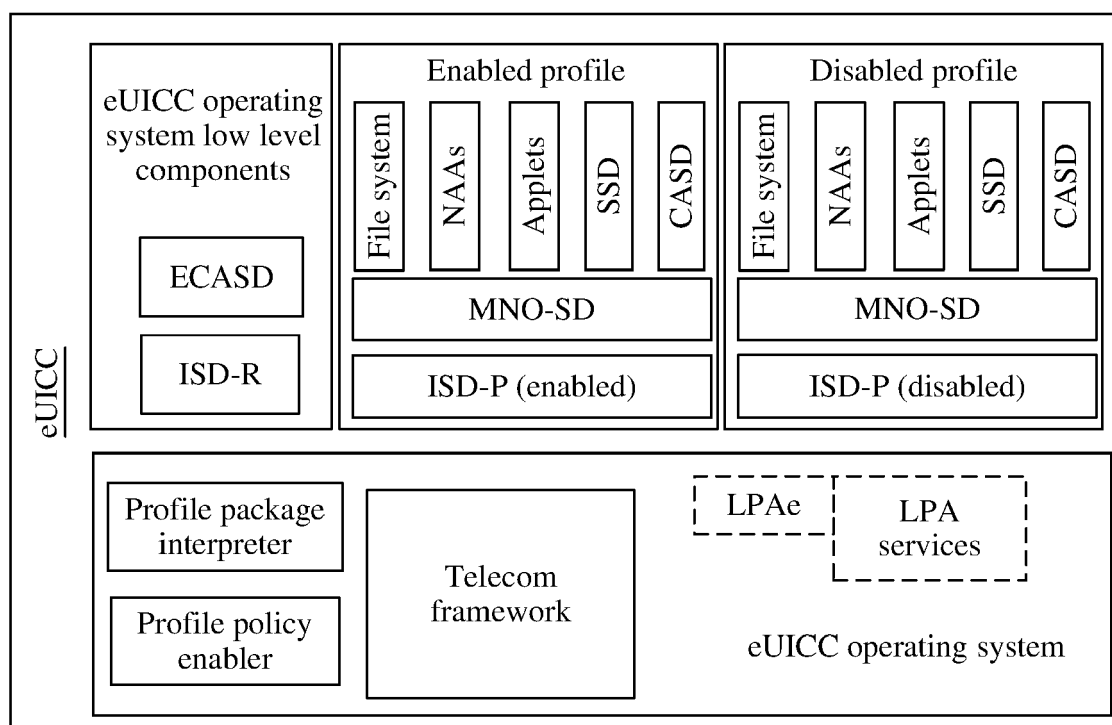 eUICC
eUICC operating
system low level
components
ECASD
ISD-R
Enabled profile
File system
NAAs
Applets
SSD
CASD
MNO-SD
ISD-P (enabled)
Disabled profile
File system
NAAs
Applets
SSD
CASD
MNO-SD
ISD-P (disabled)
Profile package
interpreter
Profile policy
enabler
Telecom
framework
LPAe
LPA
services
eUICC operating system